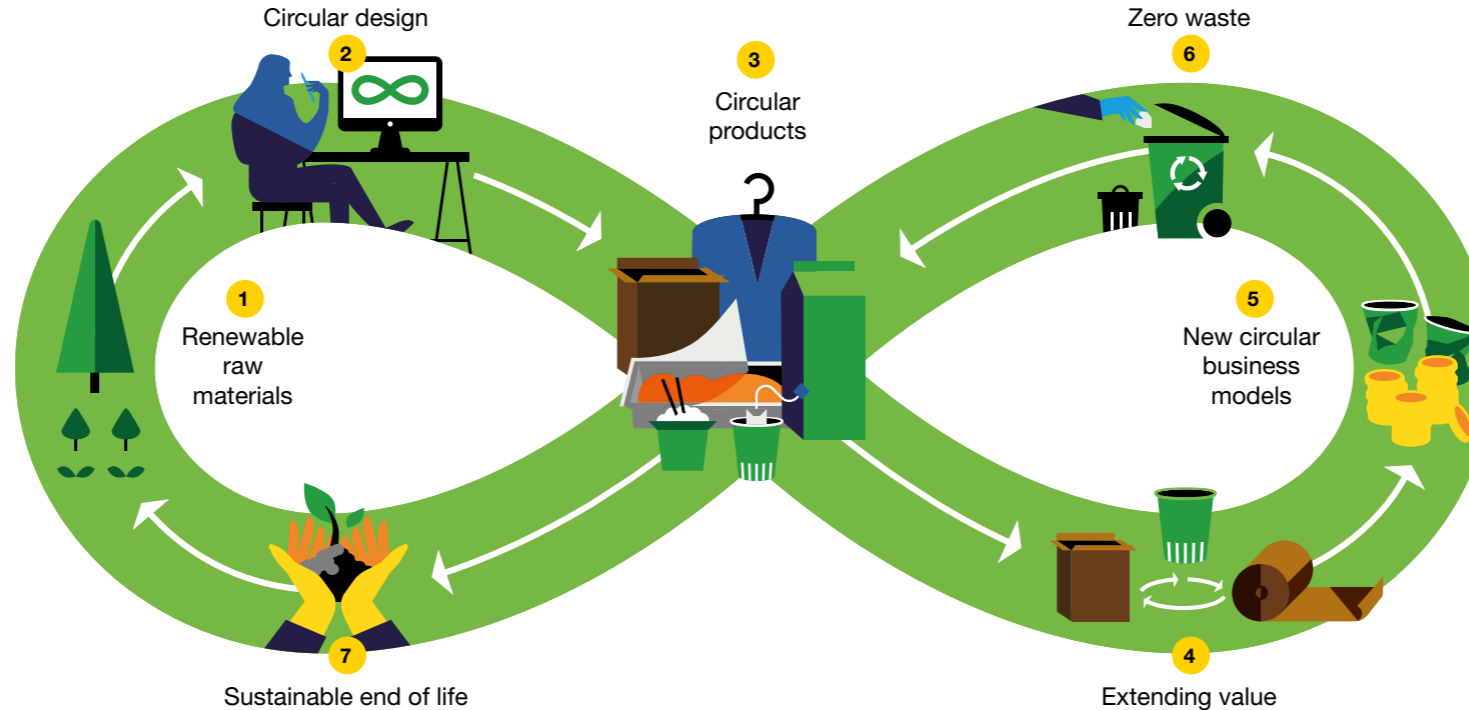 Circular design
2
3
Circular
products
Zero waste
6
1
Renewable
raw
materials
5
New circular
business
models
7
Sustainable end of life
4
Extending value